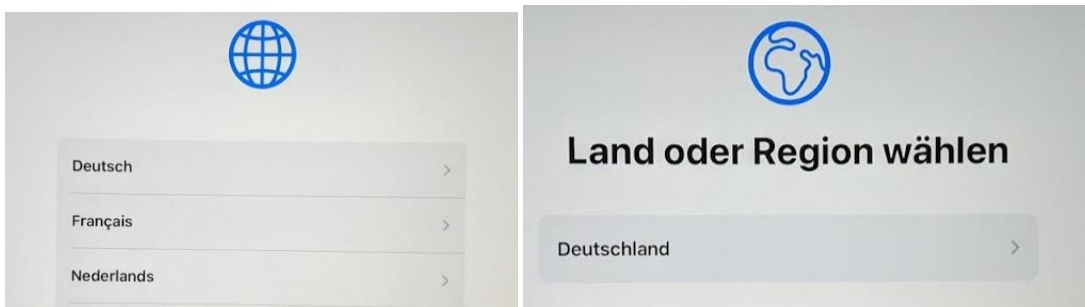 Deutsch
Français
Nederlands
Land oder Region wählen
Deutschland